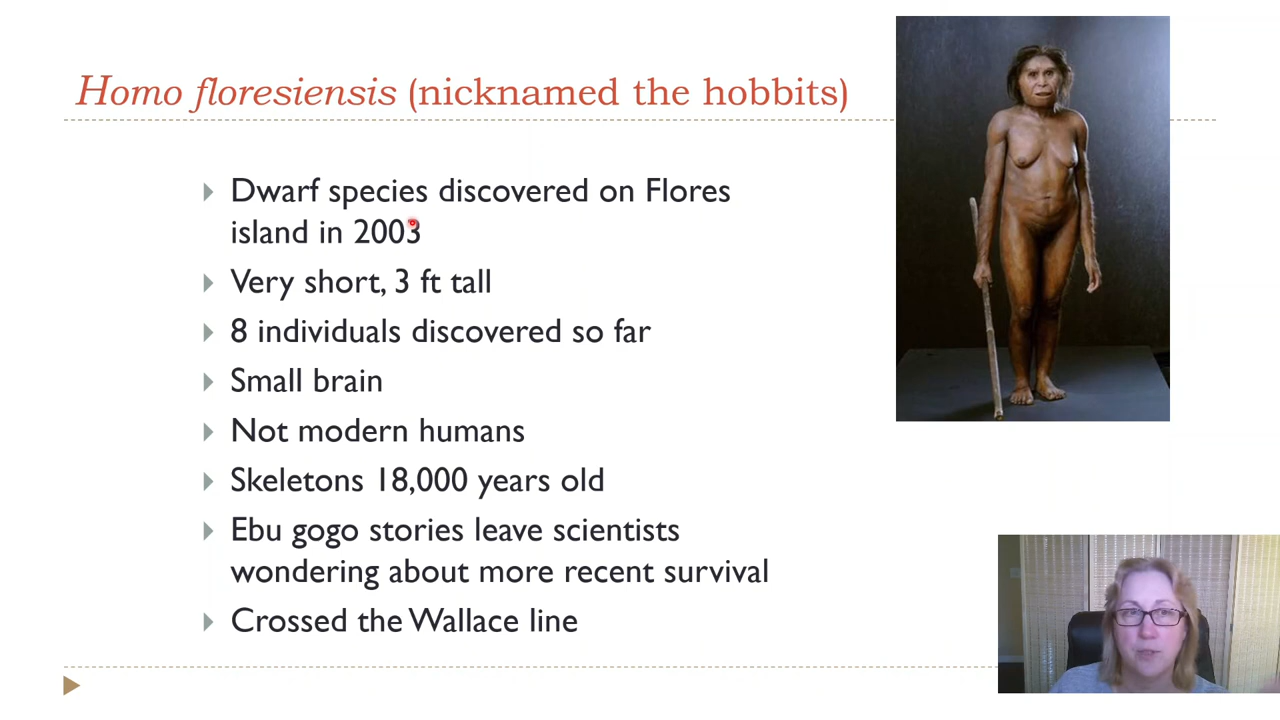 Homo floresiensis (nicknamed the hobbits)
Dwarf species discovered on Flores
island in 2003
Very short, 3 ft tall
8 individuals discovered so far
Small brain
Not modern humans
Skeletons 18,000 years old
Ebu gogo stories leave scientists
wondering about more recent survival
Crossed the Wallace line